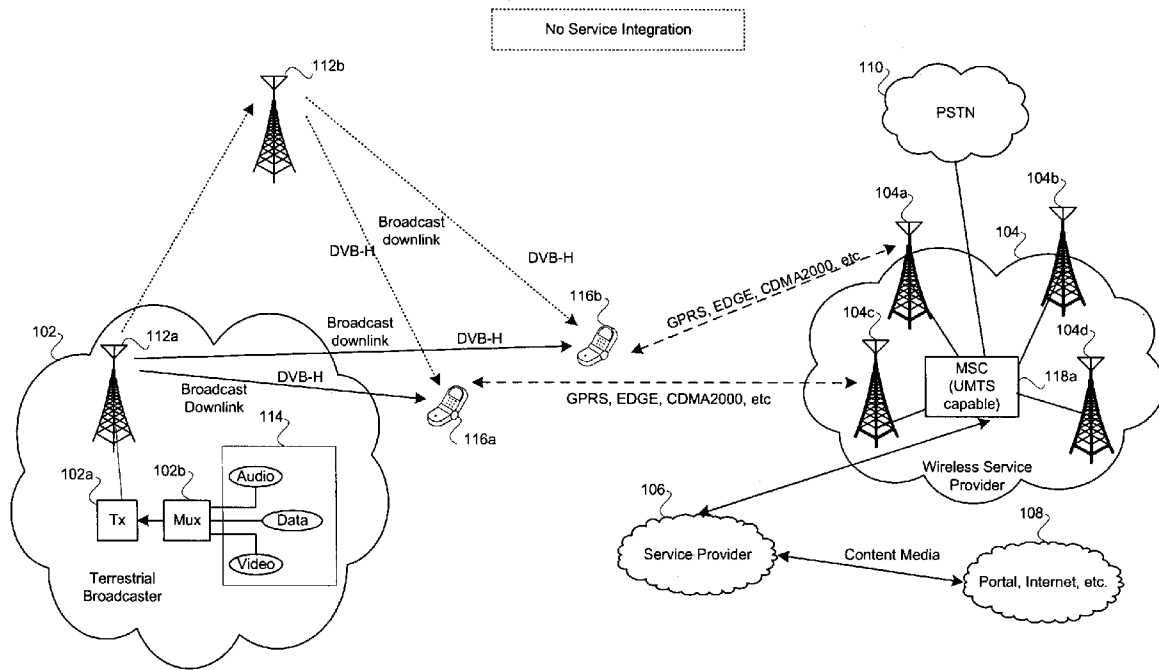 No Service Integration
112b
110
PSTN
104a
104b
104
Broadcast
downlink
DVB-H
DVB-H
GPRS, EDGE, CDMA2000, etc
116b
104c
104d
102
112a
Broadcast
downlink
DVB-H
MSC
(UMTS
capable)
118a
DVB-H
Broadcast
Downlink
GPRS, EDGE, CDMA2000, etc
116a
114
102a
102b
Audio
Tx
Mux
Data
Video
Wireless Service
Provider
106
108
Service Provider
Content Media
Portal, Internet, etc.
Terrestrial
Broadcaster